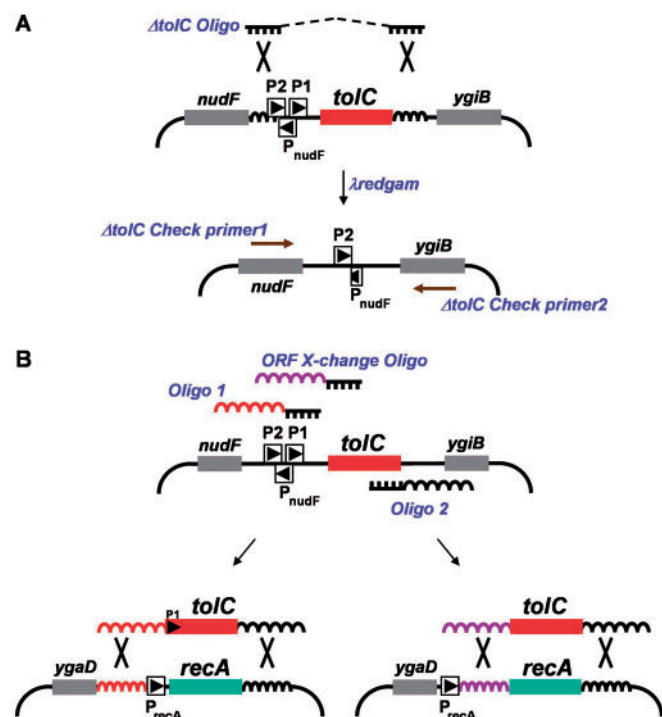 A
ΔtolC Oligo
P2 P1
nudF tolC ygiB
PnudF
λredgam
ΔtolC Check primer1
P2
ygiB
nudF PnudF
ΔtolC Check primer2
B
ORF X-change Oligo
Oligo 1
P2 P1
nudF tolC ygiB
PnudF
Oligo 2
P1 tolC tolC
ygaD recA ygaD recA
PrecA PrecA